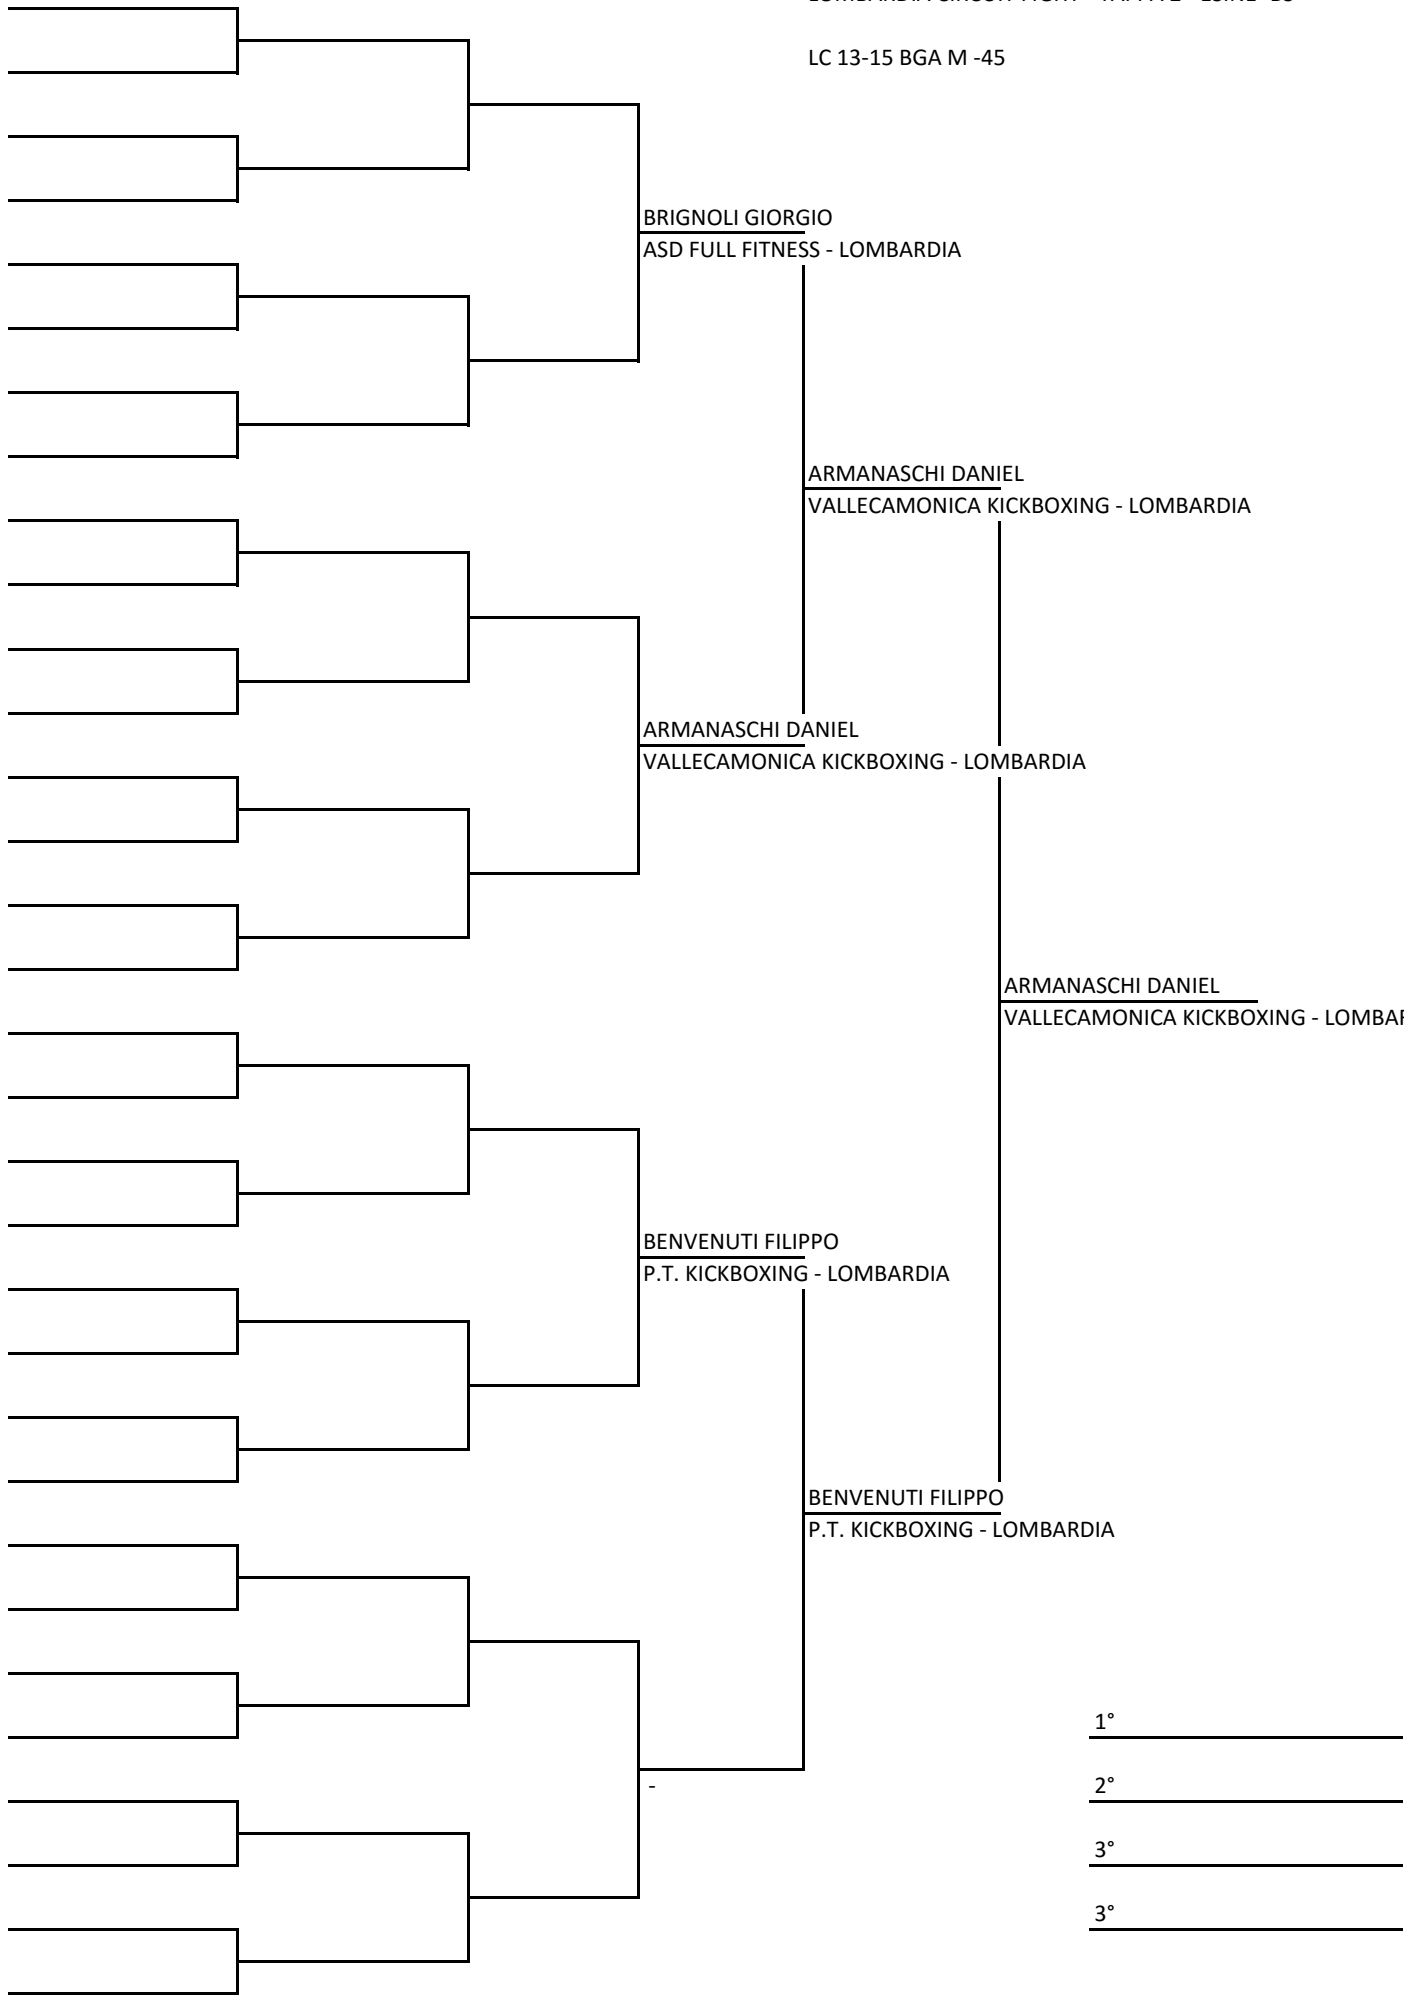 LC 13-15 BGA M -45
BRIGNOLI GIORGIO
ASD FULL FITNESS - LOMBARDIA
ARMANASCHI DANIEL
VALLECAMONICA KICKBOXING - LOMBARDIA
ARMANASCHI DANIEL
VALLECAMONICA KICKBOXING - LOMBARDIA
ARMANASCHI DANIEL
VALLECAMONICA KICKBOXING - LOMBAR
BENVENUTI FILIPPO
P.T. KICKBOXING - LOMBARDIA
BENVENUTI FILIPPO
P.T. KICKBOXING - LOMBARDIA
1°
-
2°
3°
3°